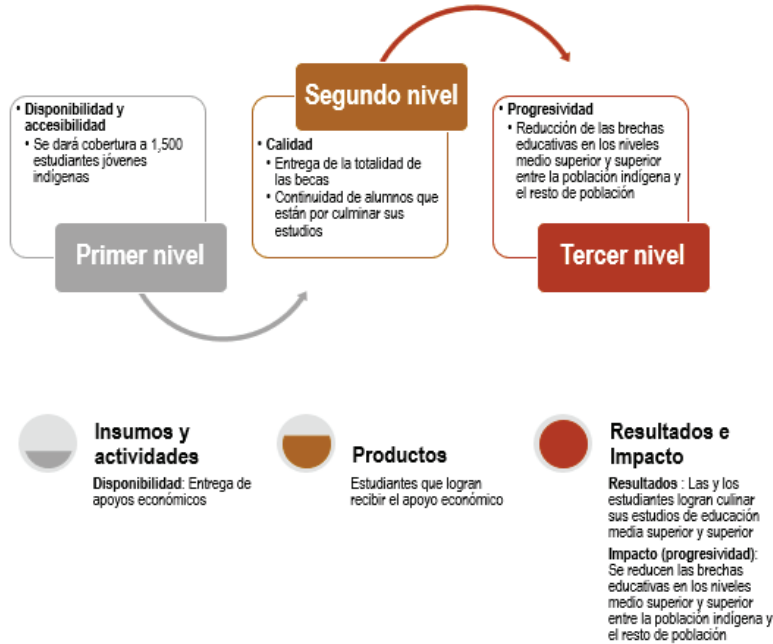 • Disponibilidad y
accesibilidad
• Se dará cobertura a 1,500
estudiantes jóvenes
indígenas
Primer nivel
Segundo nivel
• Calidad
• Entrega de la totalidad de
las becas
• Continuidad de alumnos que
están por culminar sus
estudios
• Progresividad
• Reducción de las brechas
educativas en los niveles
medio superior y superior
entre la población indígena y
el resto de población
Tercer nivel
Insumos y
actividades
Disponibilidad: Entrega de
apoyos económicos
Productos
Estudiantes que logran
recibir el apoyo económico
Resultados e
Impacto
Resultados : Las y los
estudiantes logran culinar
sus estudios de educación
media superior y superior
Impacto (progresividad):
Se reducen las brechas
educativas en los niveles
medio superior y superior
entre la población indígena y
el resto de población